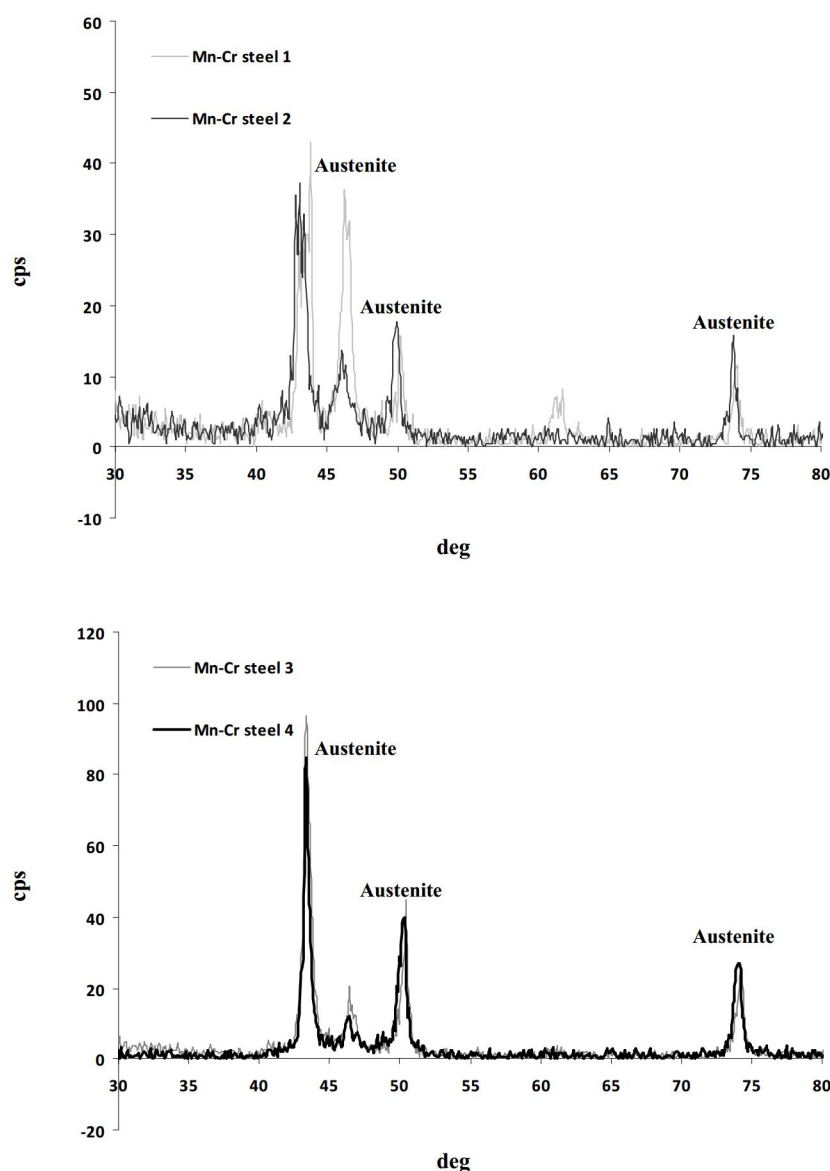 60
Mn-Cr steel 1
50
Mn-Cr steel 2
40
Austenite
30
cps
20
Austenite
Austenite
10
0
30 35 40 45 50 55 60 65 70 75 80
-10
deg
120
Mn-Cr steel 3
100
Mn-Cr steel 4
Austenite
80
60
cps
Austenite
40
Austenite
20
0
30 35 40 45 50 55 60 65 70 75 80
-20
deg